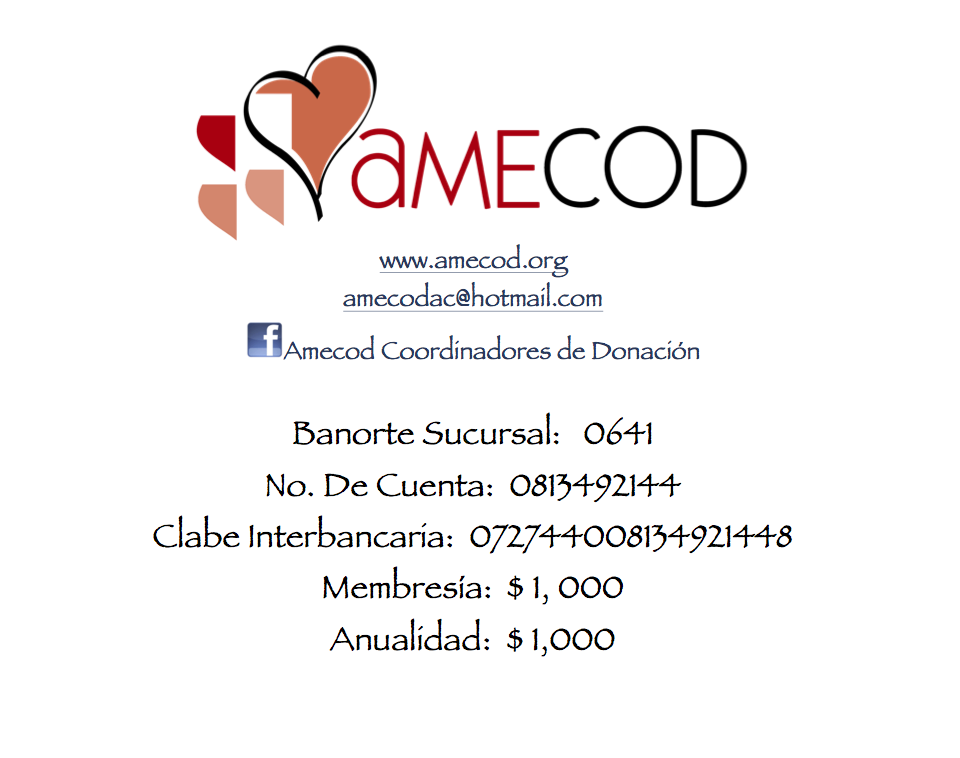 aMECOD
www.amecod.org
amecodac@hotmail.com
f Amecod Coordinadores de Donación
Banorte Sucursal: 0641
No. De Cuenta: 0813492144
Clabe Interbancaria: 072744008134921448
Membresía: $ 1, 000
Anualidad: $ 1,000